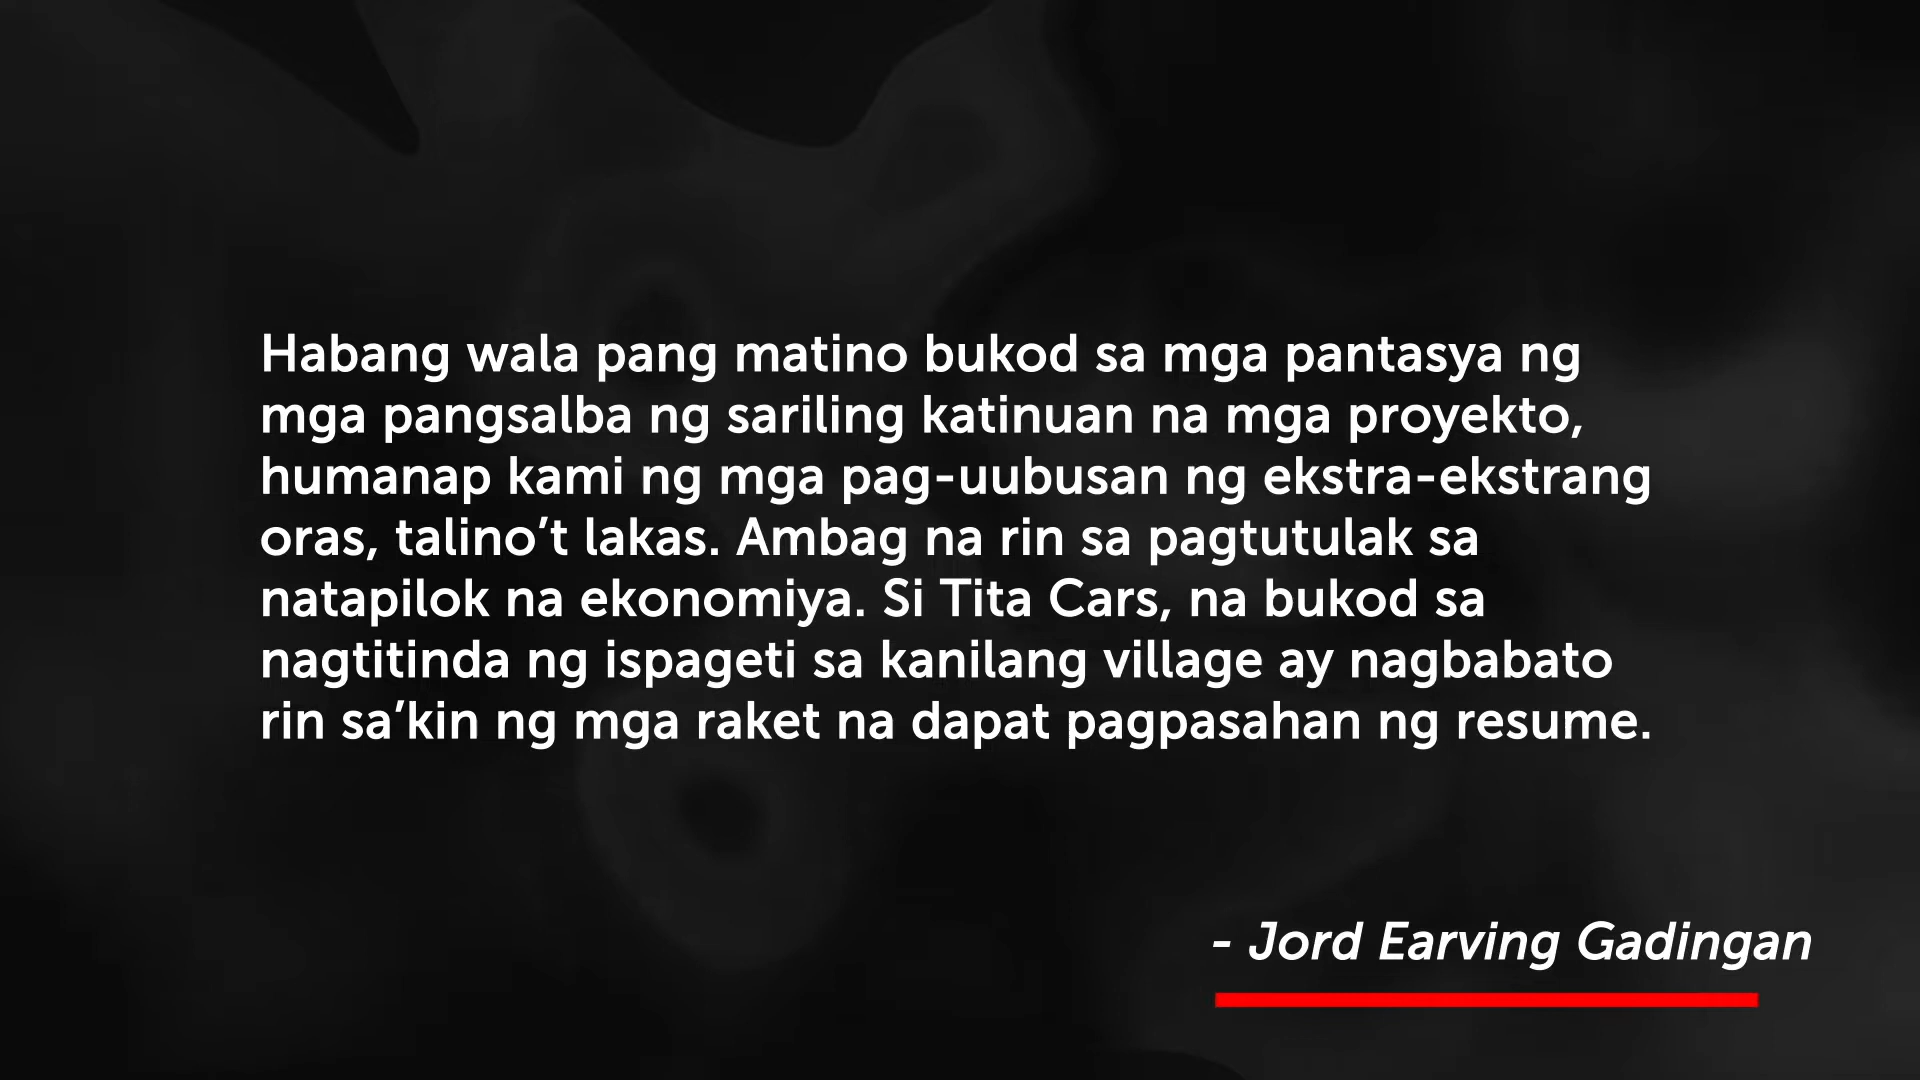 Habang wala pang matino bukod sa mga pantasya ng
mga pangsalba ng sariling katinuan na mga proyekto,
humanap kami ng mga pag-uubusan ng ekstra-ekstrang
oras, talino’t lakas. Ambag na rin sa pagtutulak sa
natapilok na ekonomiya. Si Tita Cars, na bukod sa
nagtitinda ng ispageti sa kanilang village ay nagbabato
rin sa’kin ng mga raket na dapat pagpasahan ng resume.
- Jord Earving Gadingan